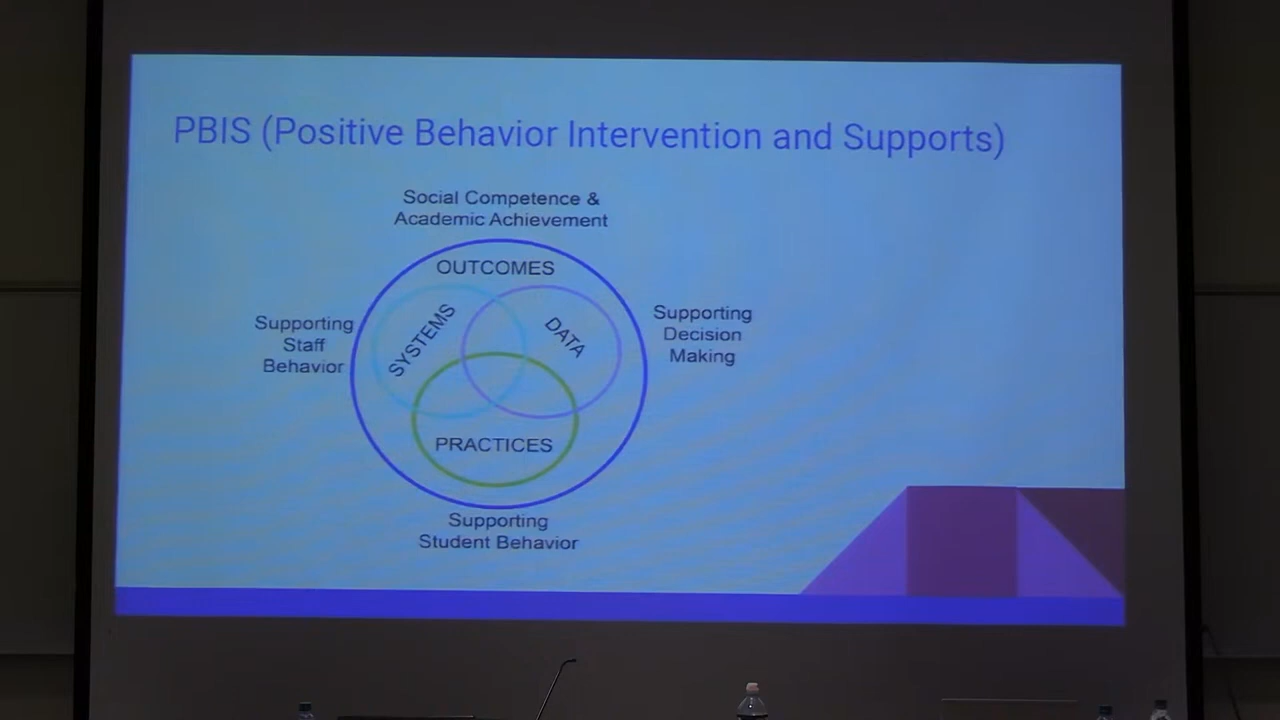 PBIS (Positive Behavior Intervention and Supports)
Social Competence &
Academic Achievement
OUTCOMES
SYSTEMS
DATA
Supporting
Staff
Behavior
Supporting
Decision
Making
PRACTICES
Supporting
Student Behavior